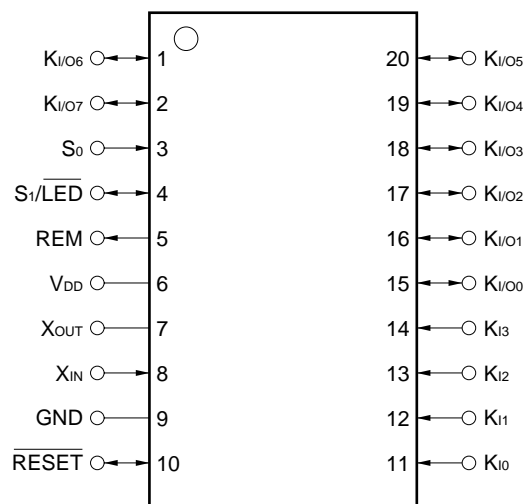 KI/O6 1 20 KI/O5
KI/O7 2 19 KI/O4
S0 3 18 KI/O3
S1/LED 4 17 KI/O2
REM 5 16 KI/O1
VDD 6 15 KI/O0
XOUT 7 14 KI3
XIN 8 13 KI2
GND 9 12 KI1
RESET 10 11 KI0